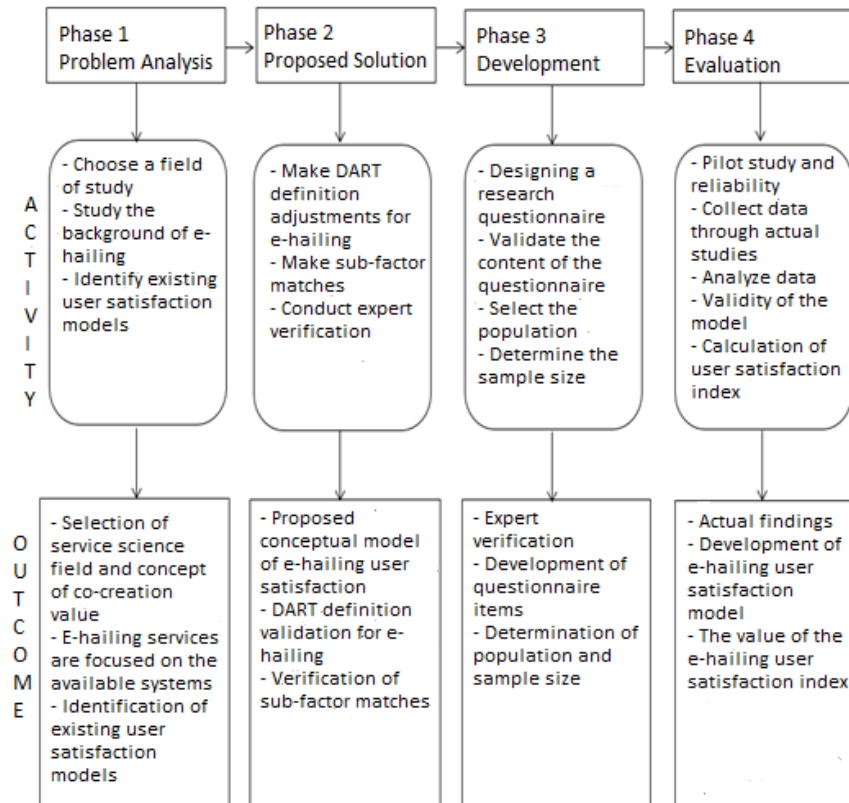 Phase 1
Problem Analysis
Phase 2
Proposed Solution
Phase 3
Development
Phase 4
Evaluation
ACTIVITY
- Choose a field
of study
- Study the
background of e-
hailing
- Identify existing
user satisfaction
models
- Make DART
definition
adjustments for
e-hailing
- Make sub-factor
matches
- Conduct expert
verification
- Designing a
research
questionnaire
- Validate the
content of the
questionnaire
- Select the
population
- Determine the
sample size
- Pilot study and
reliability
- Collect data
through actual
studies
- Analyze data
- Validity of the
model
- Calculation of
user satisfaction
index
OUTCOME
- Selection of
service science
field and concept
of co-creation
value
- E-hailing services
are focused on the
available systems
- Identification of
existing user
satisfaction
models
- Proposed
conceptual model
of e-hailing user
satisfaction
- DART definition
validation for e-
hailing
- Verification of
sub-factor matches
- Expert
verification
- Development of
questionnaire
items
- Determination of
population and
sample size
- Actual findings
- Development of
e-hailing user
satisfaction
model
- The value of the
e-hailing user
satisfaction index